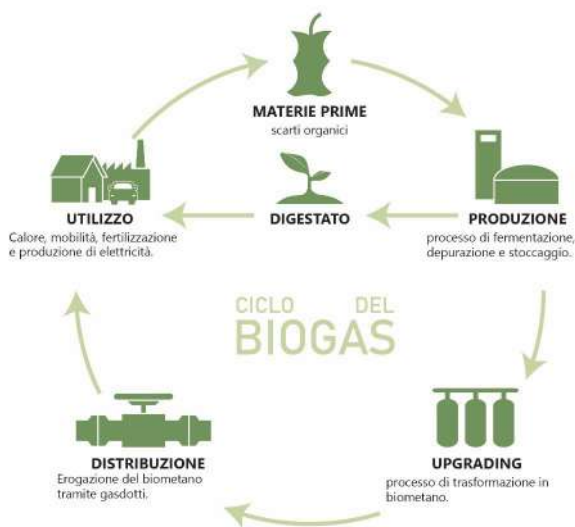 MATERIE PRIME
scarti organici
UTILIZZO
Calore, mobilità, fertilizzazione
e produzione di elettricità.
DIGESTATO
PRODUZIONE
processo di fermentazione,
depurazione e stoccaggio.
CICLO DEL
BIOGAS
DISTRIBUZIONE
Erogazione del biometano
tramite gasdotti.
UPGRADING
processo di trasformazione in
biometano.